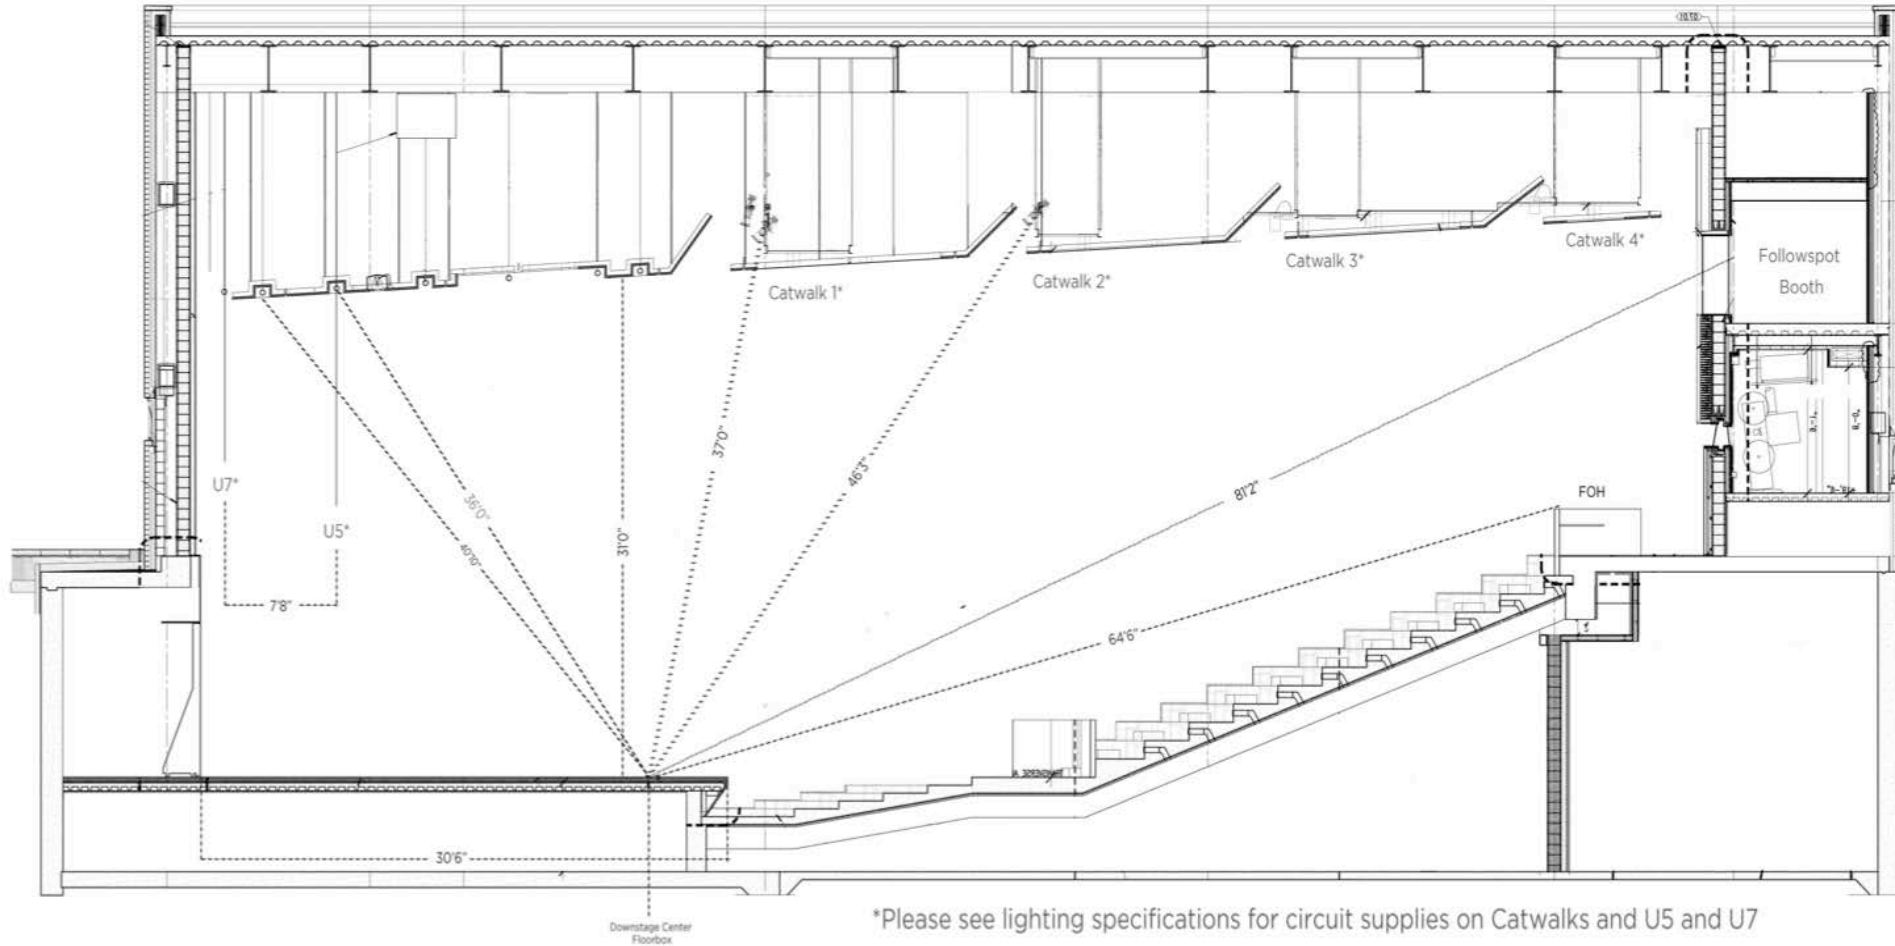 Followspot
Booth
Catwalk 4*
Catwalk 3*
Catwalk 2*
Catwalk 1*
37'0"
46'3"
81'2"
U7*
FOH
36'0"
U5*
31'0"
40'10"
7'8"
64'6"
30'6"
Downstage Center
Floorbox
*Please see lighting specifications for circuit supplies on Catwalks and U5 and U7